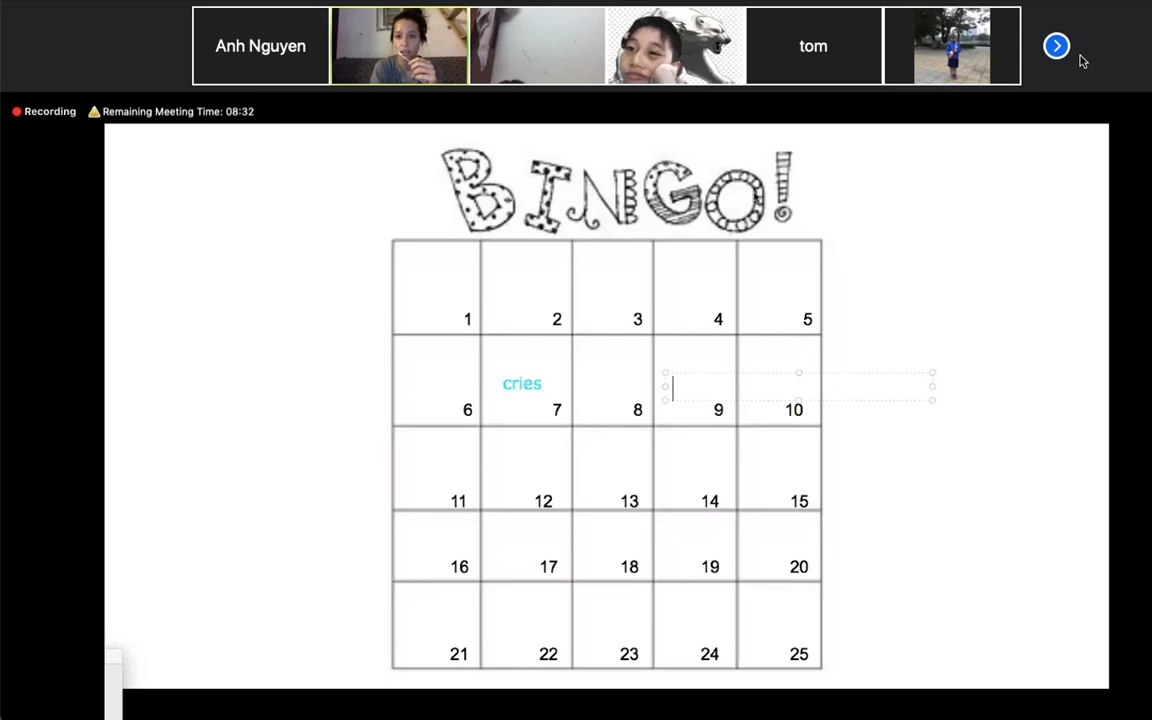 Anh Nguyen
tom
Recording
Remaining Meeting Time: 08:32
BINGO!
1 2 3 4 5
cries
6 7 8 9 10
11 12 13 14 15
16 17 18 19 20
21 22 23 24 25